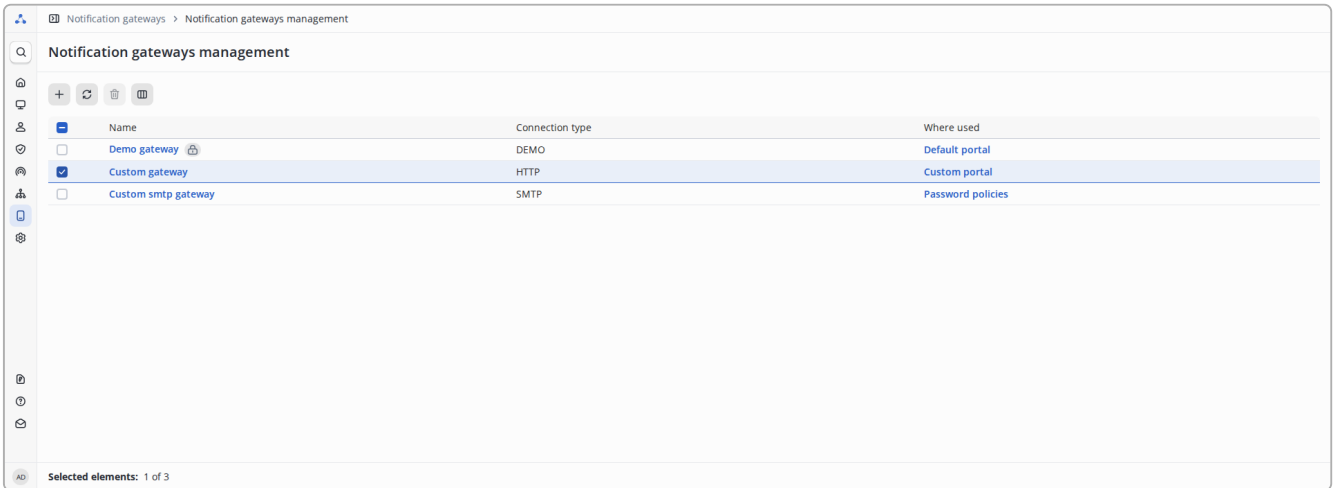 Notification gateways > Notification gateways management
Notification gateways management
Name Connection type Where used
Demo gateway DEMO Default portal
Custom gateway HTTP Custom portal
Custom smtp gateway SMTP Password policies
AD Selected elements: 1 of 3